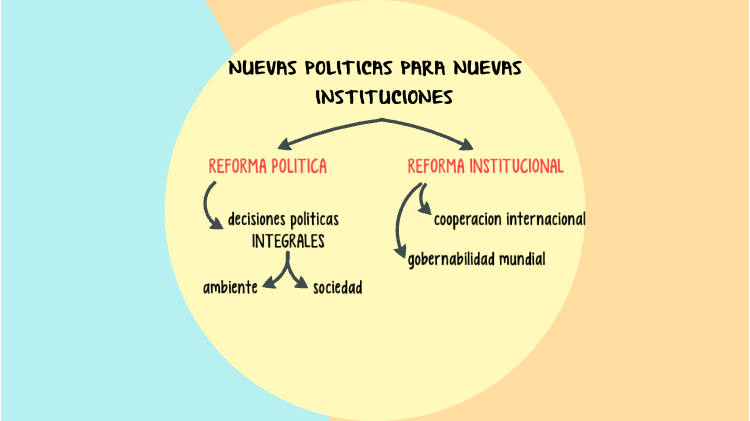 NUEVAS POLITICAS PARA NUEVAS
INSTITUCIONES
REFORMA POLITICA
decisiones politicas
INTEGRALES
ambiente
sociedad
REFORMA INSTITUCIONAL
cooperacion internacional
gobernabilidad mundial